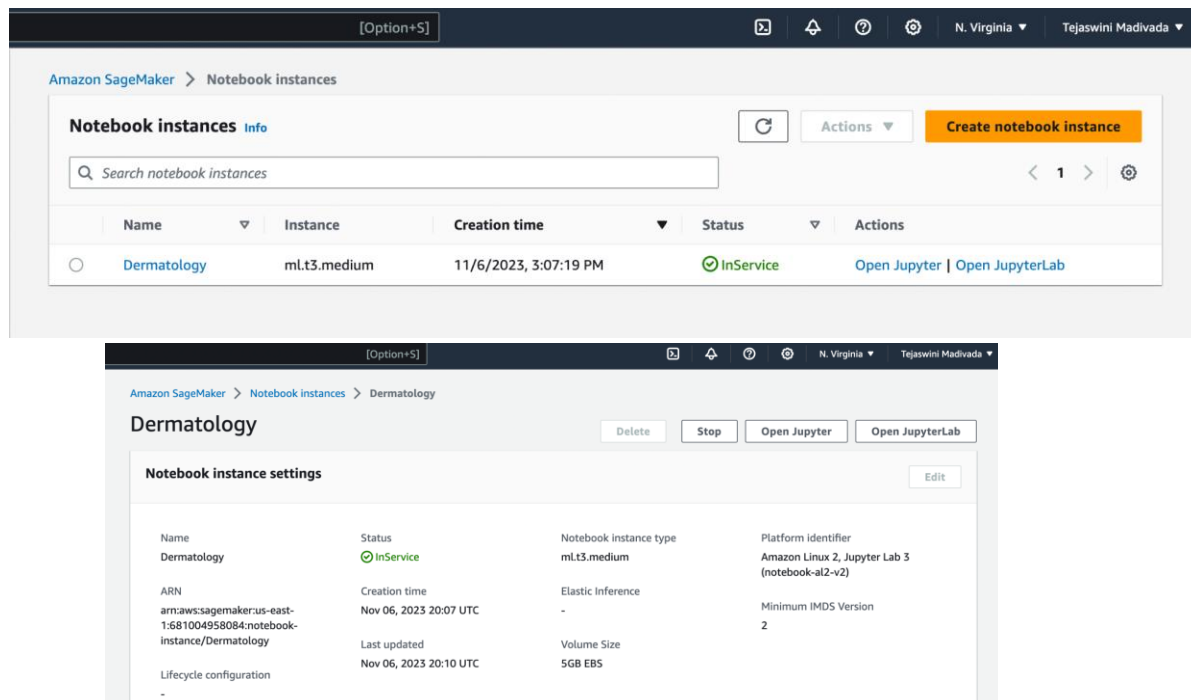 [Option+S] N. Virginia ▼ Tejaswini Madivada ▼
Amazon SageMaker > Notebook instances
Notebook instances Info
Actions ▼ Create notebook instance
Search notebook instances
< 1 >
Name Instance Creation time Status Actions
Dermatology ml.t3.medium 11/6/2023, 3:07:19 PM InService Open Jupyter | Open JupyterLab
[Option+S] N. Virginia ▼ Tejaswini Madivada ▼
Amazon SageMaker > Notebook instances > Dermatology
Dermatology
Delete Stop Open Jupyter Open JupyterLab
Notebook instance settings
Edit
Name
Dermatology
ARN
arn:aws:sagemaker:us-east-
1:681004958084:notebook-
instance/Dermatology
Lifecycle configuration
-
Status
InService
Creation time
Nov 06, 2023 20:07 UTC
Last updated
Nov 06, 2023 20:10 UTC
Notebook instance type
ml.t3.medium
Elastic Inference
-
Volume Size
5GB EBS
Platform identifier
Amazon Linux 2, Jupyter Lab 3
(notebook-al2-v2)
Minimum IMDS Version
2